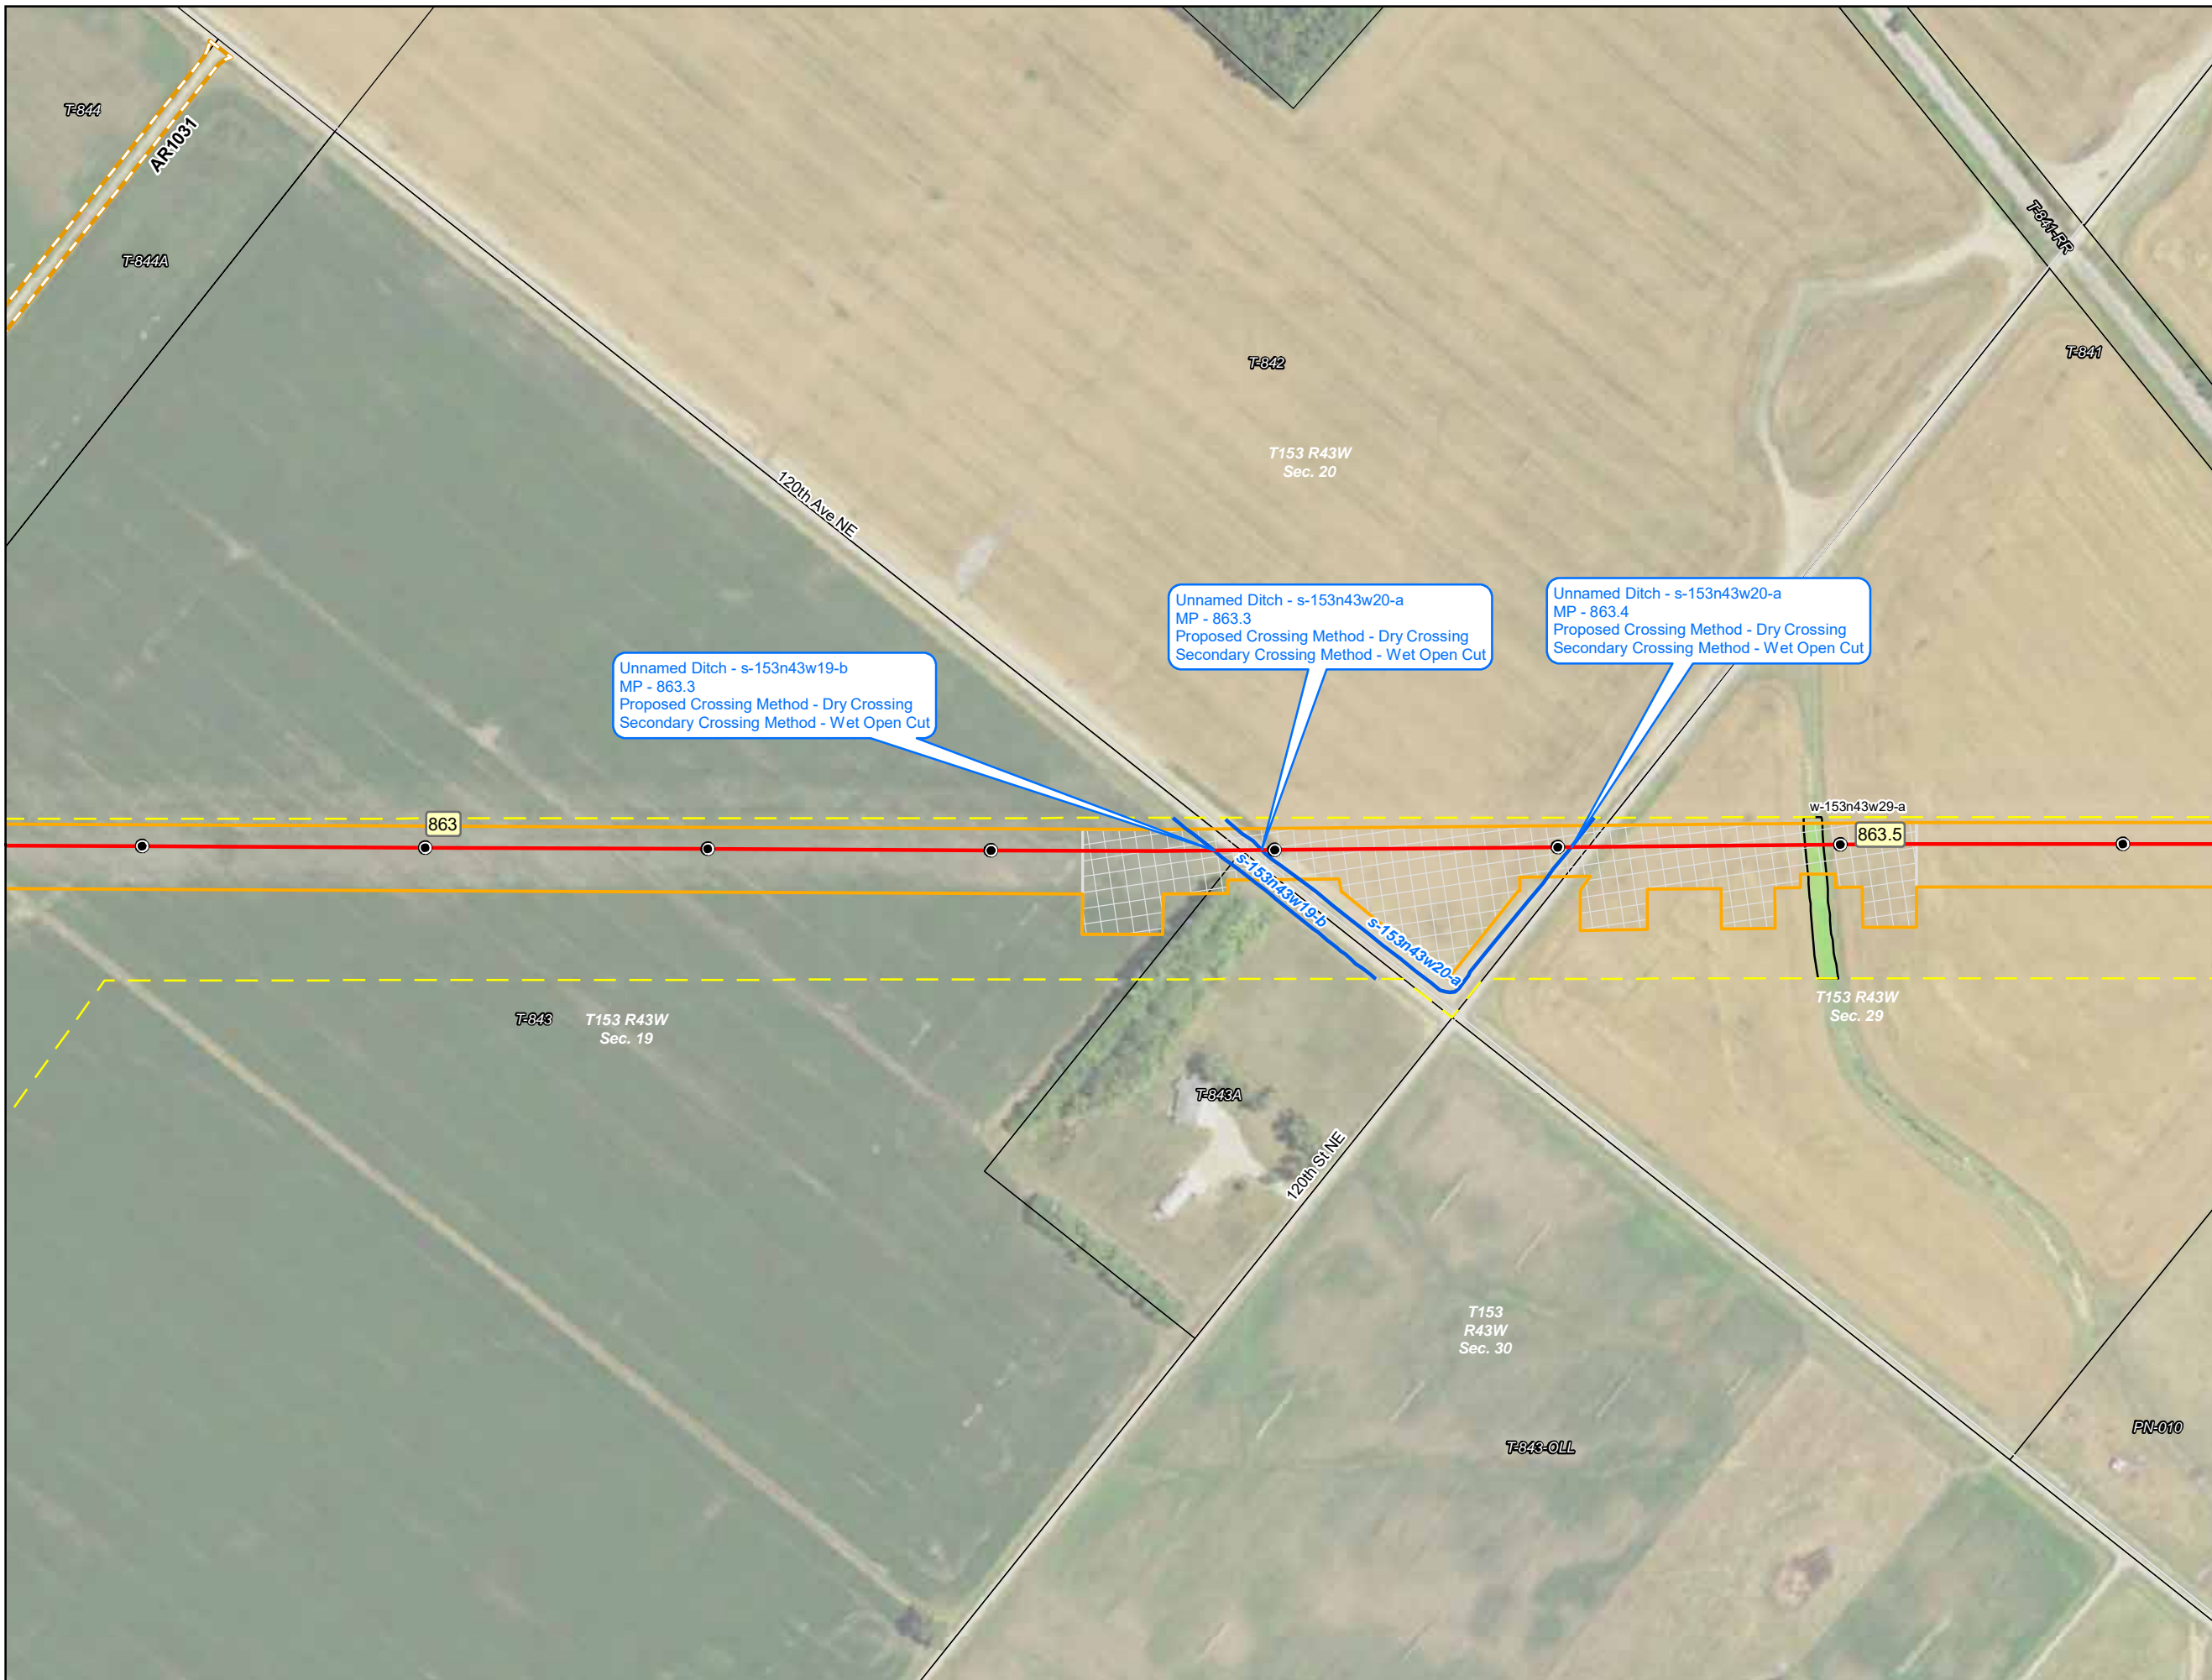 T-844
AR1031
T-844A
T-841-RR
T-841
T-842
T153 R43W
Sec. 20
120th Ave NE
Unnamed Ditch - s-153n43w19-b
MP - 863.3
Proposed Crossing Method - Dry Crossing
Secondary Crossing Method - Wet Open Cut
Unnamed Ditch - s-153n43w20-a
MP - 863.3
Proposed Crossing Method - Dry Crossing
Secondary Crossing Method - Wet Open Cut
Unnamed Ditch - s-153n43w20-a
MP - 863.4
Proposed Crossing Method - Dry Crossing
Secondary Crossing Method - Wet Open Cut
w-153n43w29-a
863
863.5
s-153n43w19-b
s-153n43w20-a
T-843
T153 R43W
Sec. 19
T153 R43W
Sec. 29
T-843A
120th St NE
T153
R43W
Sec. 30
T-843-OLL
PN-010